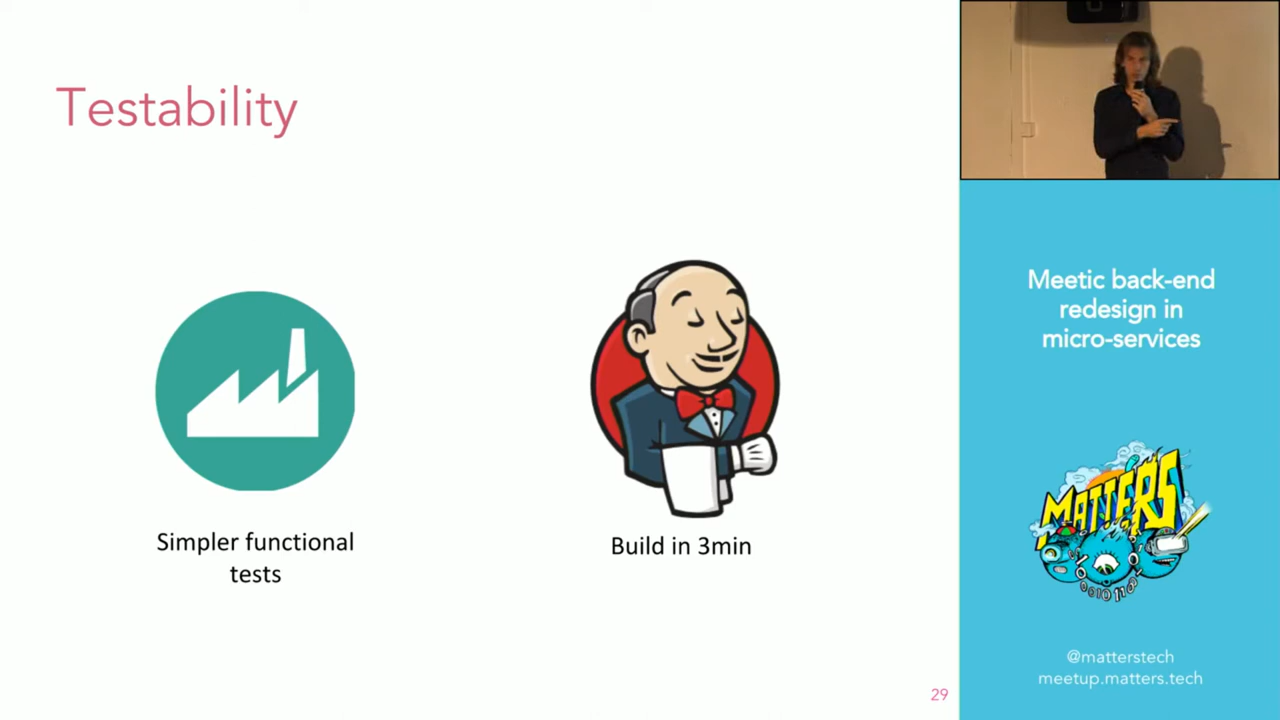 Testability
Simpler functional
tests
Build in 3min
29
Meetic back-end
redesign in
micro-services
MATTERS
@matterstech
meetup.matters.tech